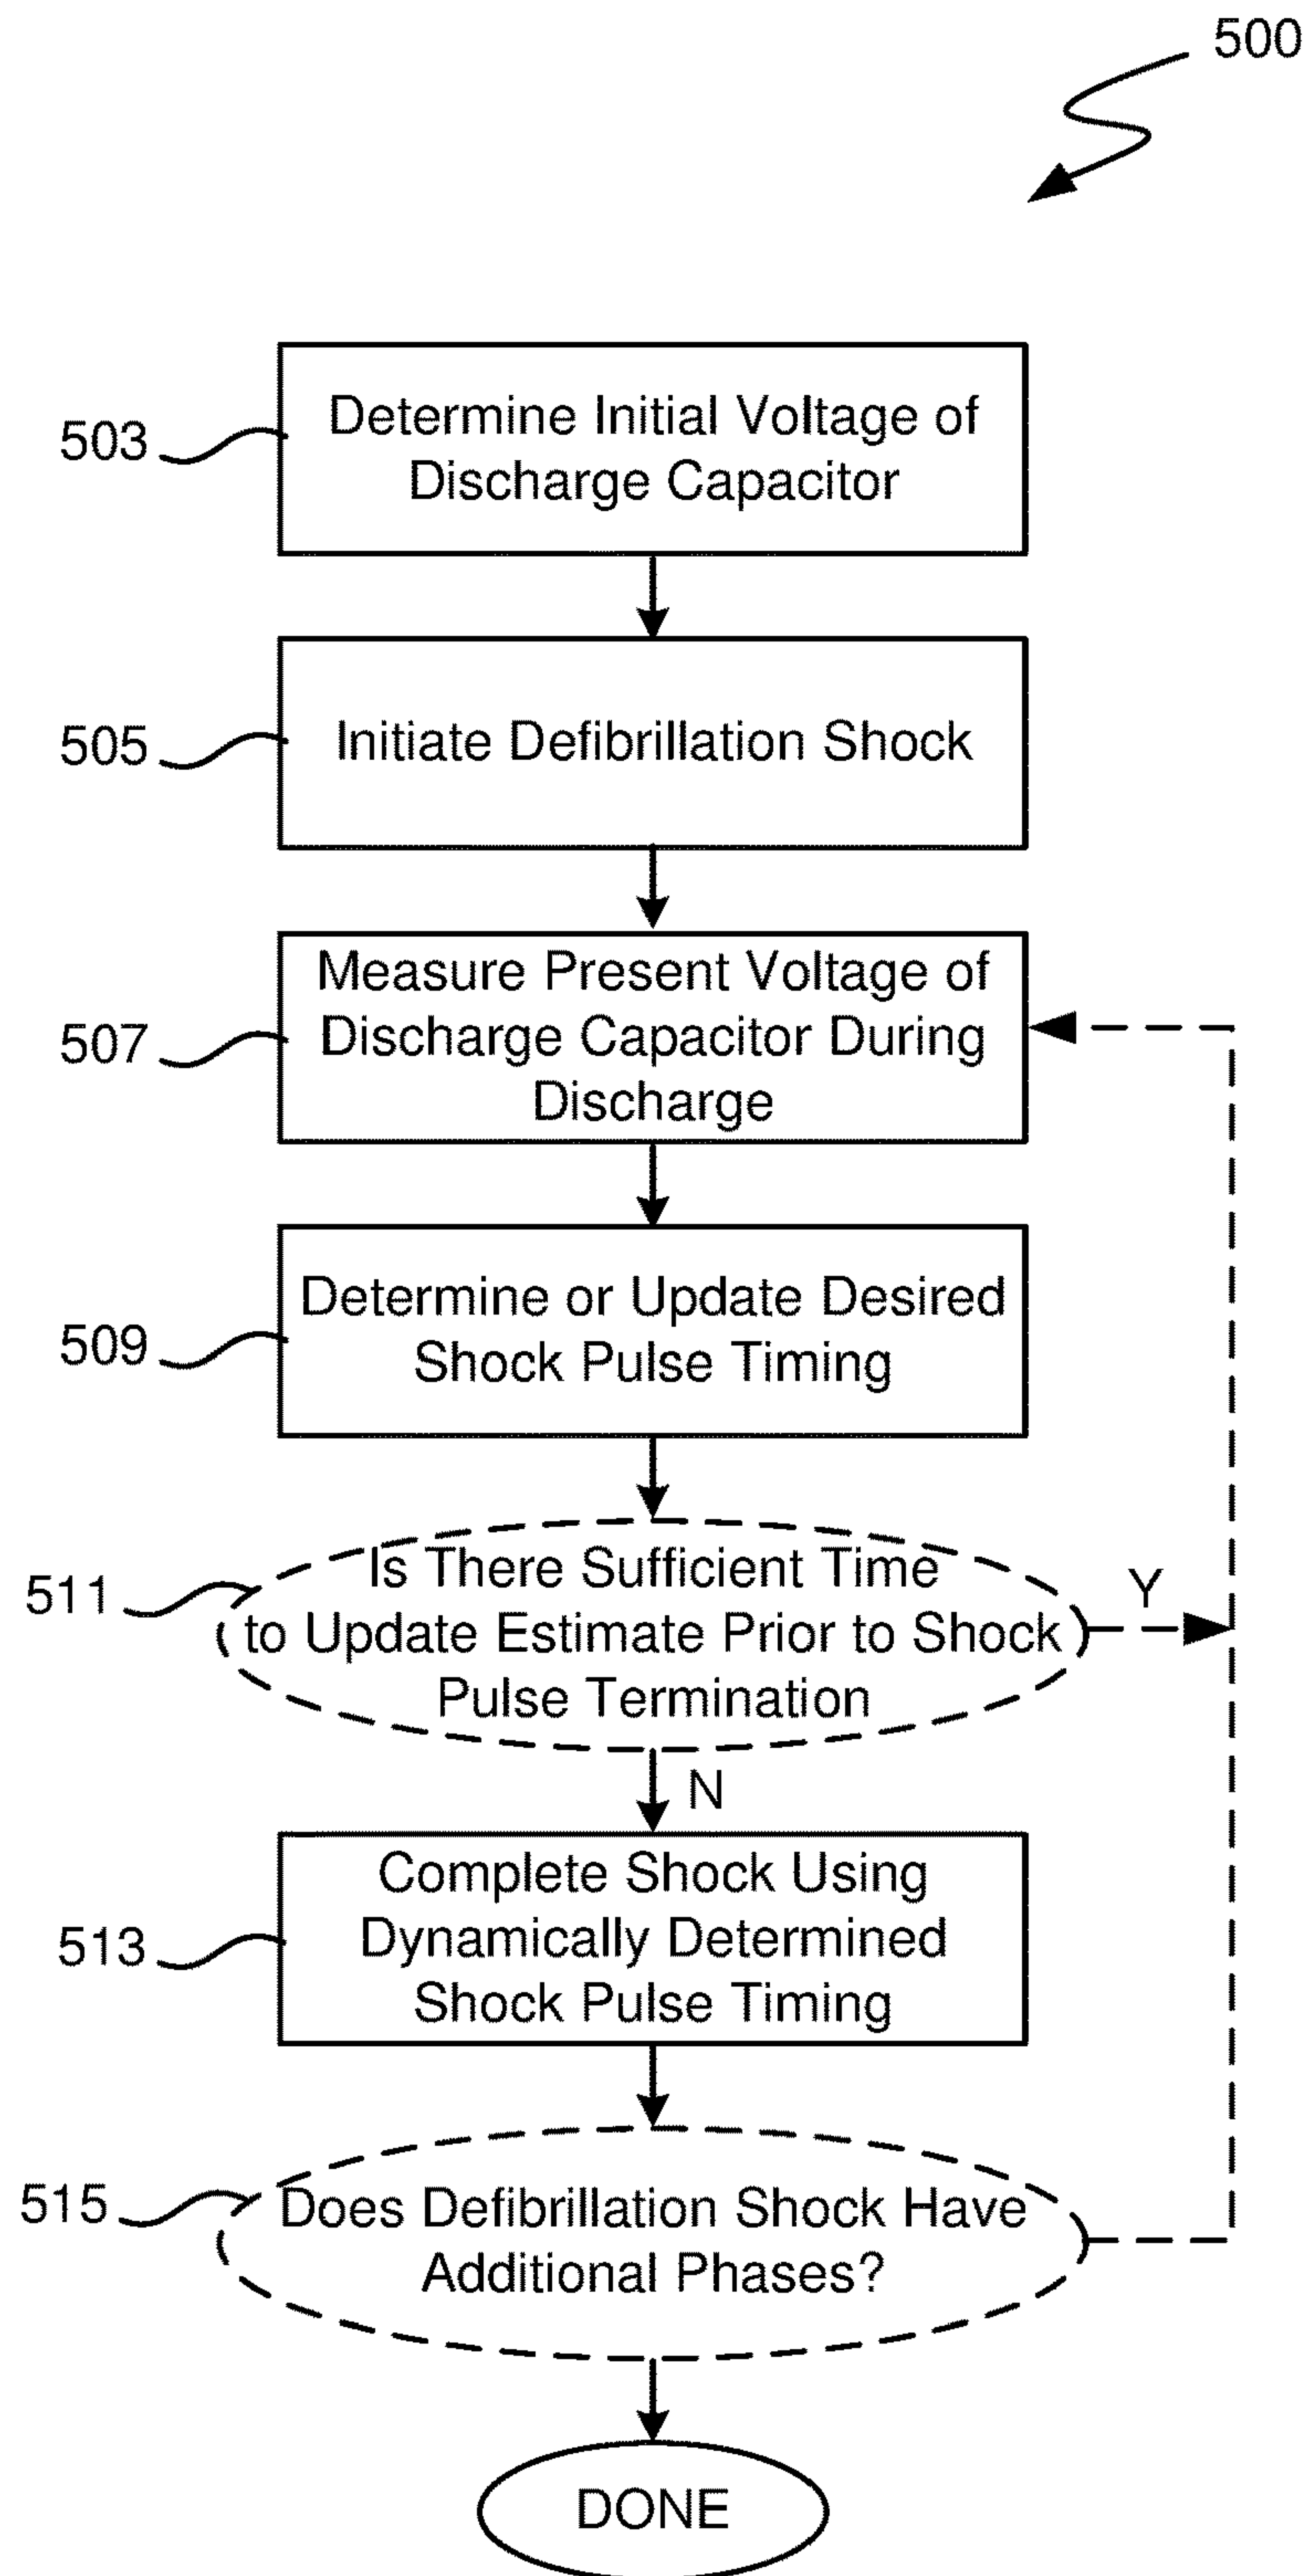 500
503
Determine Initial Voltage of
Discharge Capacitor
505
Initiate Defibrillation Shock
507
Measure Present Voltage of
Discharge Capacitor During
Discharge
509
Determine or Update Desired
Shock Pulse Timing
511
Is There Sufficient Time
to Update Estimate Prior to Shock
Pulse Termination
Y
N
513
Complete Shock Using
Dynamically Determined
Shock Pulse Timing
515
Does Defibrillation Shock Have
Additional Phases?
DONE